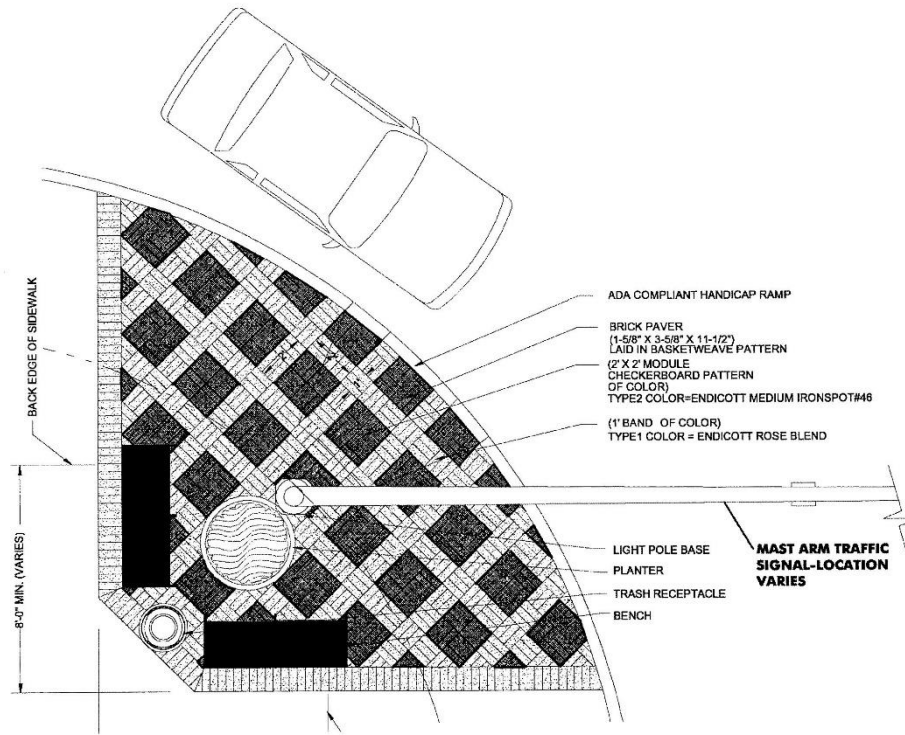 ADA COMPLIANT HANDICAP RAMP
BRICK PAVER
(1-5/8" X 3-5/8" X 11-1/2")
LAID IN BASKETWEAVE PATTERN
(2' X 2' MODULE
CHECKERBOARD PATTERN
OF COLOR)
TYPE2 COLOR=ENDICOTT MEDIUM IRONSPOT#46
(1' BAND OF COLOR)
TYPE1 COLOR = ENDICOTT ROSE BLEND
BACK EDGE OF SIDEWALK
8'-0" MIN. (VARIES)
LIGHT POLE BASE
PLANTER
TRASH RECEPTACLE
BENCH
MAST ARM TRAFFIC
SIGNAL-LOCATION
VARIES